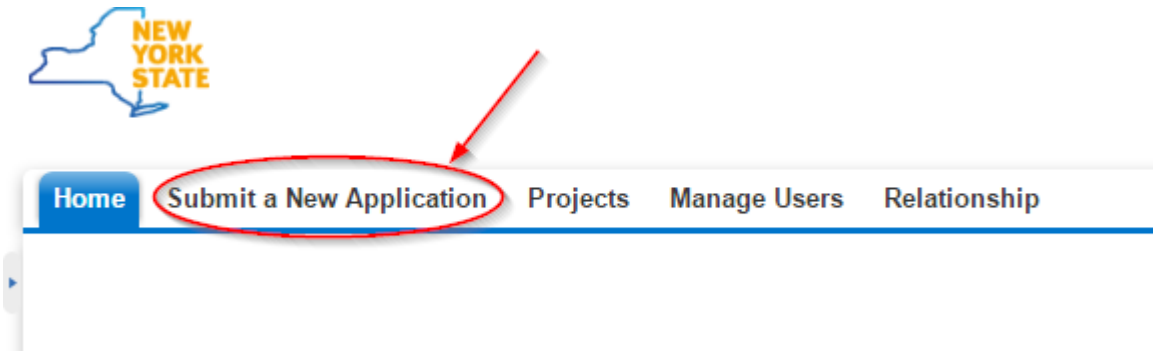 NEW
YORK
STATE
Home Submit a New Application Projects Manage Users Relationship